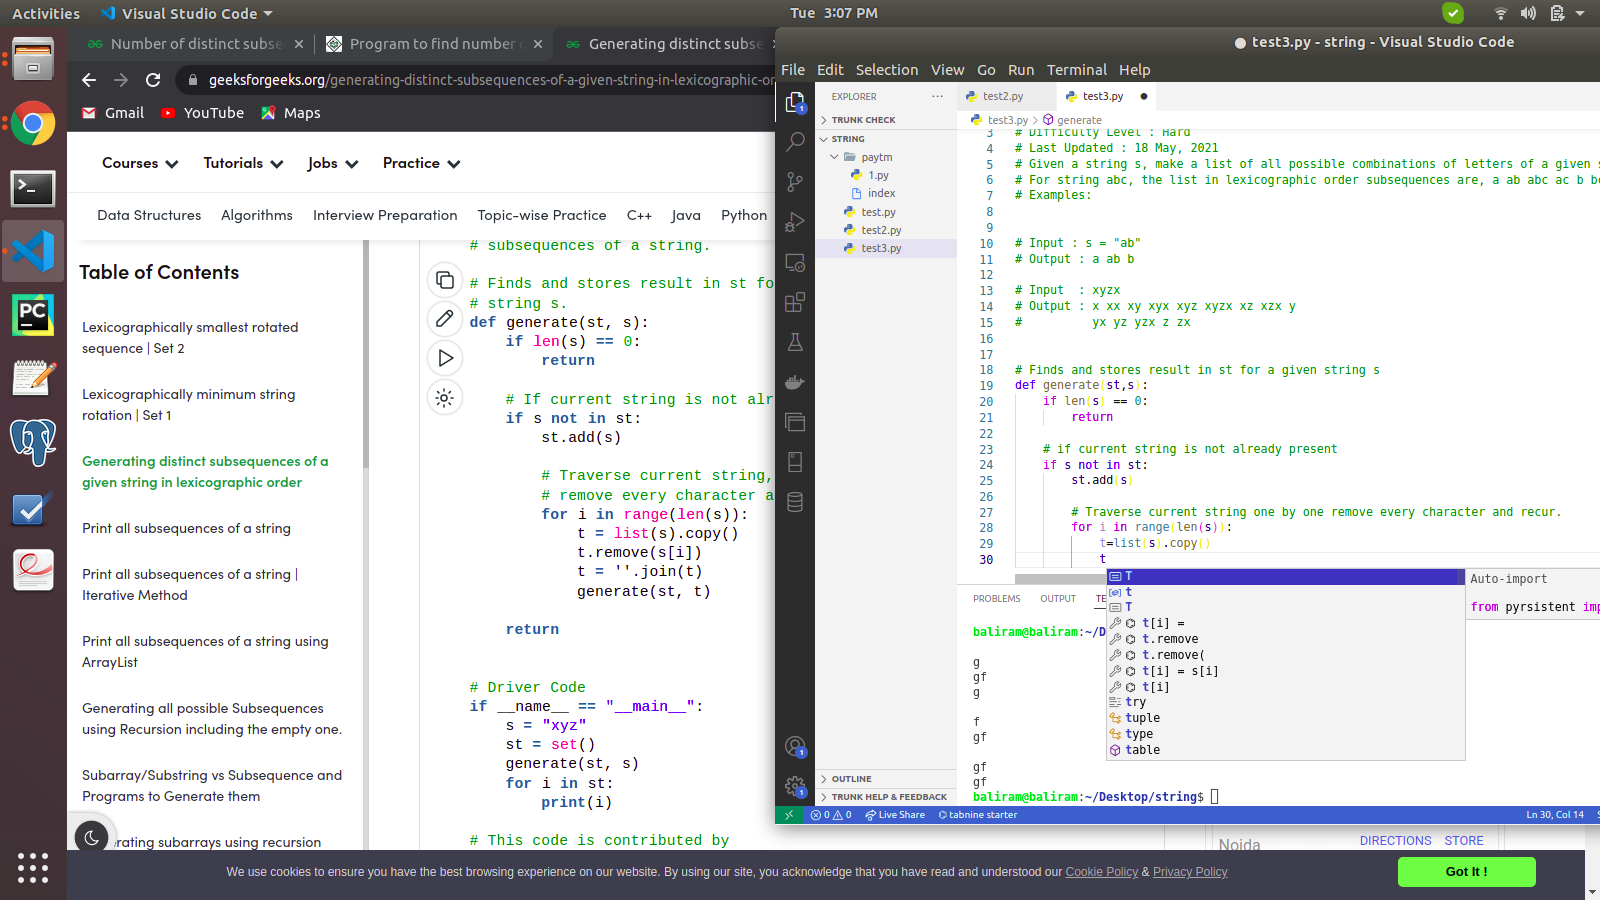 Activities
Visual Studio Code
Tue 3:07 PM
Number of distinct subse
Program to find number
Generating distinct subse
geeksforgeeks.org/generating-distinct-subsequences-of-a-given-string-in-lexicographic-or
Gmail
YouTube
Maps
Courses
Tutorials
Jobs
Practice
Data Structures
Algorithms
Interview Preparation
Topic-wise Practice
C++
Java
Python
Table of Contents
Lexicographically smallest rotated
sequence | Set 2
Lexicographically minimum string
rotation | Set 1
Generating distinct subsequences of a
given string in lexicographic order
Print all subsequences of a string
Print all subsequences of a string |
Iterative Method
Print all subsequences of a string using
ArrayList
Generating all possible Subsequences
using Recursion including the empty one.
Subarray/Substring vs Subsequence and
Programs to Generate them
erating subarrays using recursion
# subsequences of a string.
# Finds and stores result in st fo
# string s.
def generate(st, s):
if len(s) == 0:
return
# If current string is not alr
if s not in st:
st.add(s)
# Traverse current string,
# remove every character a
for i in range(len(s)):
t = list(s).copy()
t.remove(s[i])
t = ''.join(t)
generate(st, t)
return
# Driver Code
if __name__ == "__main__":
s = "xyz"
st = set()
generate(st, s)
for i in st:
print(i)
# This code is contributed by
test3.py - string - Visual Studio Code
File Edit Selection View Go Run Terminal Help
EXPLORER
TRUNK CHECK
STRING
paytm
1.py
index
test.py
test2.py
test3.py
OUTLINE
TRUNK HELP & FEEDBACK
test2.py
test3.py
test3.py > generate
3 # Difficulty Level : Hard
4 # Last Updated : 18 May, 2021
5 # Given a string s, make a list of all possible combinations of letters of a given s
6 # For string abc, the list in lexicographic order subsequences are, a ab abc ac b bc
7 # Examples:
8
9
10 # Input : s = "ab"
11 # Output : a ab b
12
13 # Input : xyzx
14 # Output : x xx xy xyx xyz xyzx xz xzx y
15 # yx yz yzx z zx
16
17
18 # Finds and stores result in st for a given string s
19 def generate(st,s):
20 if len(s) == 0:
21 return
22
23 # if current string is not already present
24 if s not in st:
25 st.add(s)
26
27 # Traverse current string one by one remove every character and recur.
28 for i in range(len(s)):
29 t=list(s).copy()
30 t
T
t
T
t[i] =
t.remove
t.remove(
t[i] = s[i]
t[i]
try
tuple
type
table
Auto-import
from pyrsistent imp
PROBLEMS OUTPUT TE
baliram@baliram:~/D
g
gf
g
f
gf
gf
gf
baliram@baliram:~/Desktop/string$
0 0
Live Share
tabnine starter
Ln 30, Col 14
Noida
DIRECTIONS STORE
We use cookies to ensure you have the best browsing experience on our website. By using our site, you acknowledge that you have read and understood our Cookie Policy & Privacy Policy
Got It !